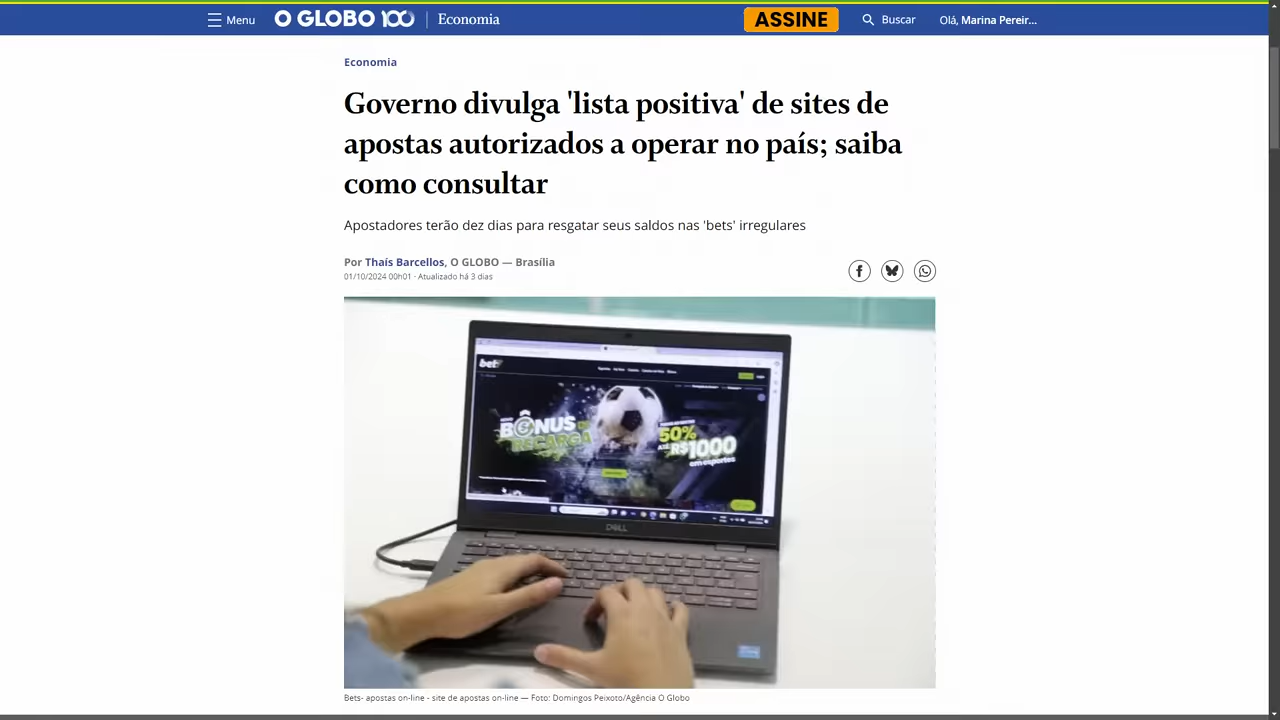 Menu
O GLOBO 100
Economia
ASSINE
Buscar
Olá, Marina Pereir...
Economia
Governo divulga 'lista positiva' de sites de
apostas autorizados a operar no país; saiba
como consultar
Apostadores terão dez dias para resgatar seus saldos nas 'bets' irregulares
Por Thaís Barcellos, O GLOBO — Brasília
01/10/2024 00h01 · Atualizado há 3 dias
BÔNUS
RECARGA
50%
ATÉ R$1000
em esportes
DELL
Bets- apostas on-line - site de apostas on-line — Foto: Domingos Peixoto/Agência O Globo